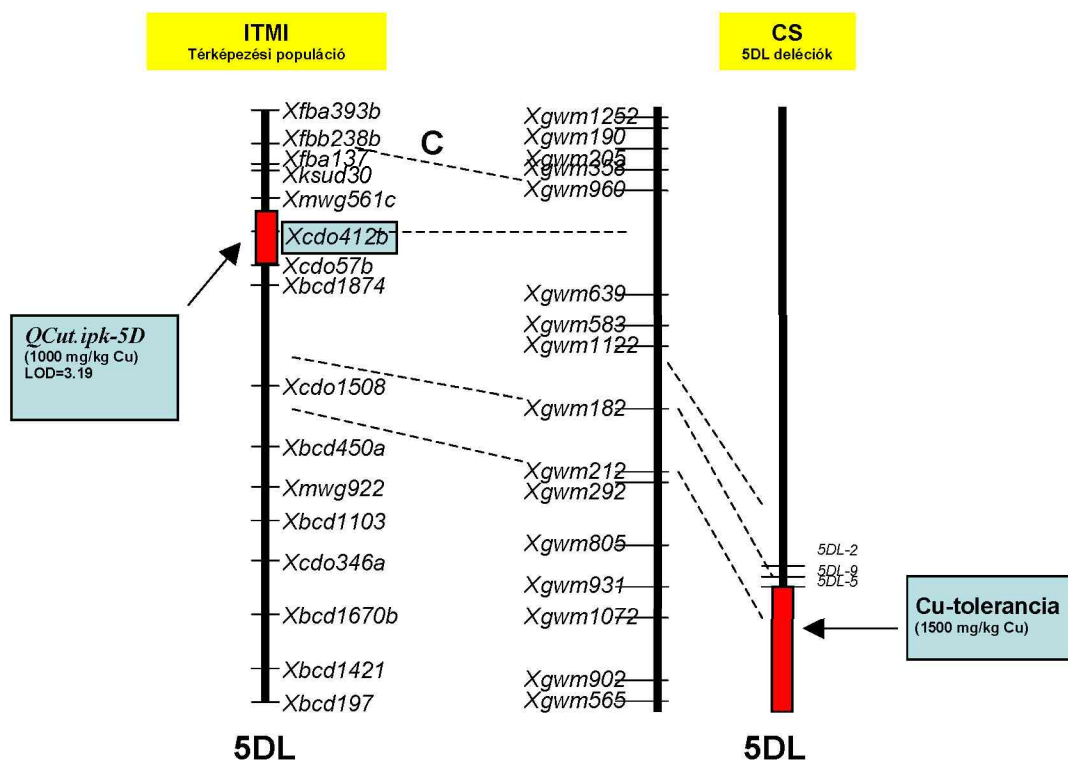 ITMI
Térképezési populáció
CS
5DL deléciók
C
Xfba393b
Xfbb238b
Xfba137
Xksud30
Xmwg561c
Xcdo412b
Xcdo57b
Xbcd1874
Xcdo1508
Xbcd450a
Xmwg922
Xbcd1103
Xcdo346a
Xbcd1670b
Xbcd1421
Xbcd197
5DL
QCut.ipk-5D
(1000 mg/kg Cu)
LOD=3.19
Xgwm1252
Xgwm190
Xgwm205
Xgwm358
Xgwm960
Xgwm639
Xgwm583
Xgwm1122
Xgwm182
Xgwm212
Xgwm292
Xgwm805
Xgwm931
Xgwm1072
Xgwm902
Xgwm565
5DL-2
5DL-9
5DL-5
Cu-tolerancia
(1500 mg/kg Cu)
5DL